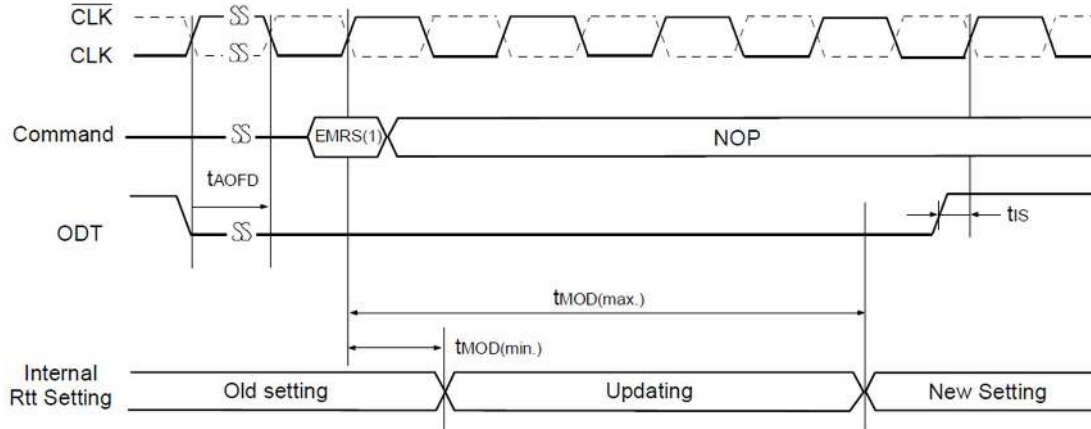 CLK
CLK
Command
EMRS(1)
NOP
tAOFD
ODT
tIS
tMOD(max.)
tMOD(min.)
Internal
Rtt Setting
Old setting
Updating
New Setting